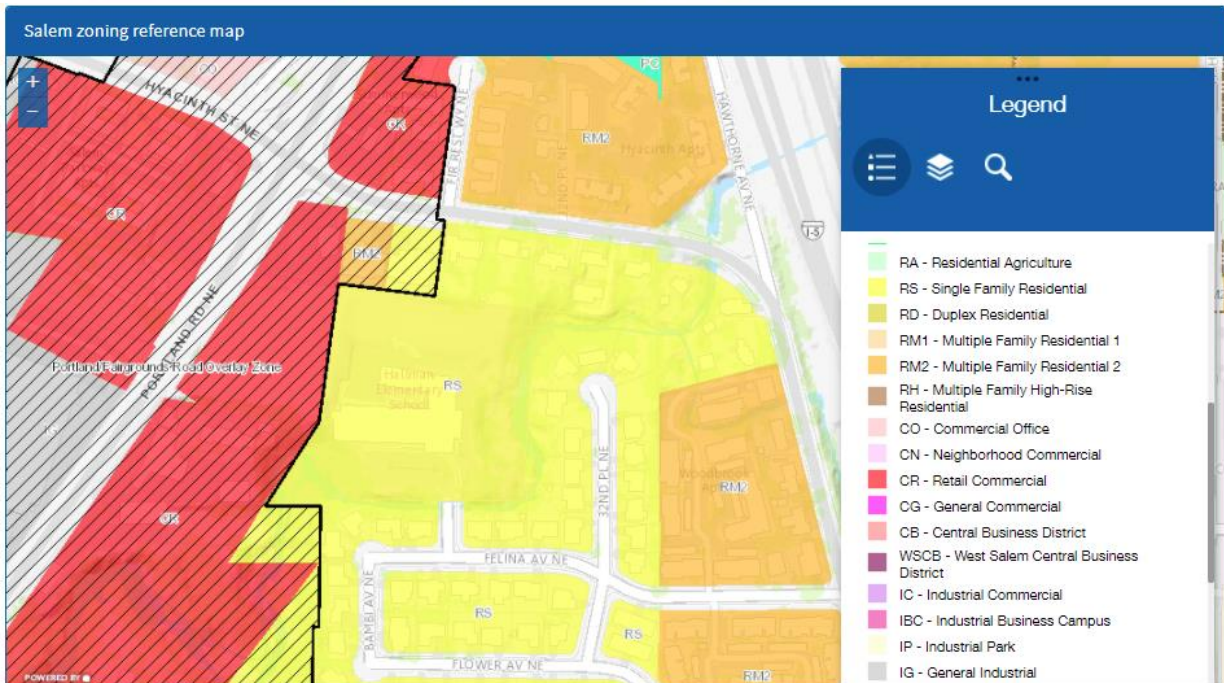 Salem zoning reference map
+
−
Legend
HYACINTH ST NE
CO
PC
CR
FIR REST WY NE
RM2
Hyacinth Apts
HAWTHORNE AV NE
I-5
CR
RM2
PORTLAND RD NE
Portland/Fairgrounds Road Overlay Zone
Hallman
Elementary
School
RS
IG
32ND PL NE
Woodbrook
RM2
CR
FELINA AV NE
BAMBI AV NE
RS
RS
FLOWER AV NE
RM2
POWERED BY
RA - Residential Agriculture
RS - Single Family Residential
RD - Duplex Residential
RM1 - Multiple Family Residential 1
RM2 - Multiple Family Residential 2
RH - Multiple Family High-Rise
Residential
CO - Commercial Office
CN - Neighborhood Commercial
CR - Retail Commercial
CG - General Commercial
CB - Central Business District
WSCB - West Salem Central Business
District
IC - Industrial Commercial
IBC - Industrial Business Campus
IP - Industrial Park
IG - General Industrial